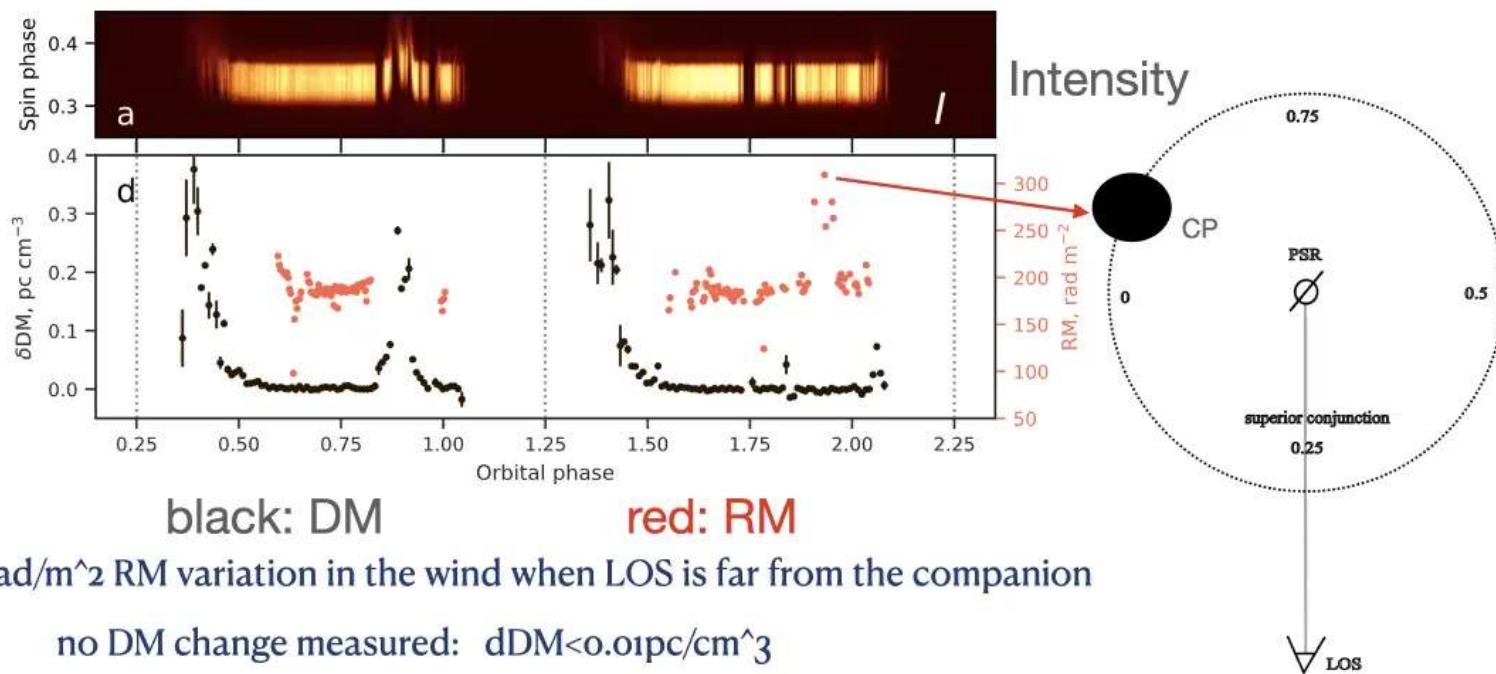 Spin phase
0.4
0.3
a
I
Intensity
d
δDM, pc cm⁻³
0.4
0.3
0.2
0.1
0.0
300
250
200
150
100
50
RM, rad m⁻²
0.25 0.50 0.75 1.00 1.25 1.50 1.75 2.00 2.25
Orbital phase
0.75
CP
PSR
0
0.5
superior conjunction
0.25
LOS
black: DM
red: RM
ad/m^2 RM variation in the wind when LOS is far from the companion
no DM change measured: dDM<0.01pc/cm^3